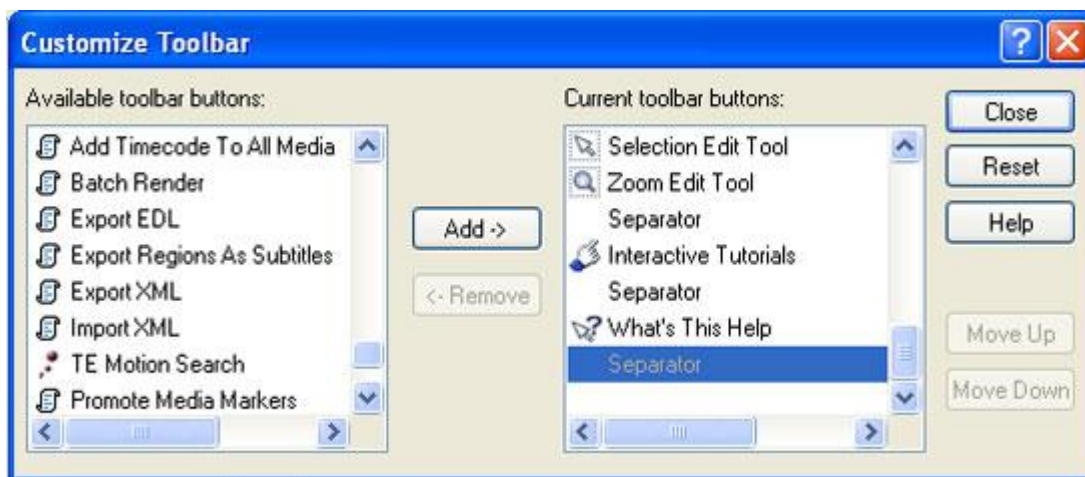 Customize Toolbar
Available toolbar buttons:
Add Timecode To All Media
Batch Render
Export EDL
Export Regions As Subtitles
Export XML
Import XML
TE Motion Search
Promote Media Markers
Add ->
<- Remove
Current toolbar buttons:
Selection Edit Tool
Zoom Edit Tool
Separator
Interactive Tutorials
Separator
What's This Help
Separator
Close
Reset
Help
Move Up
Move Down